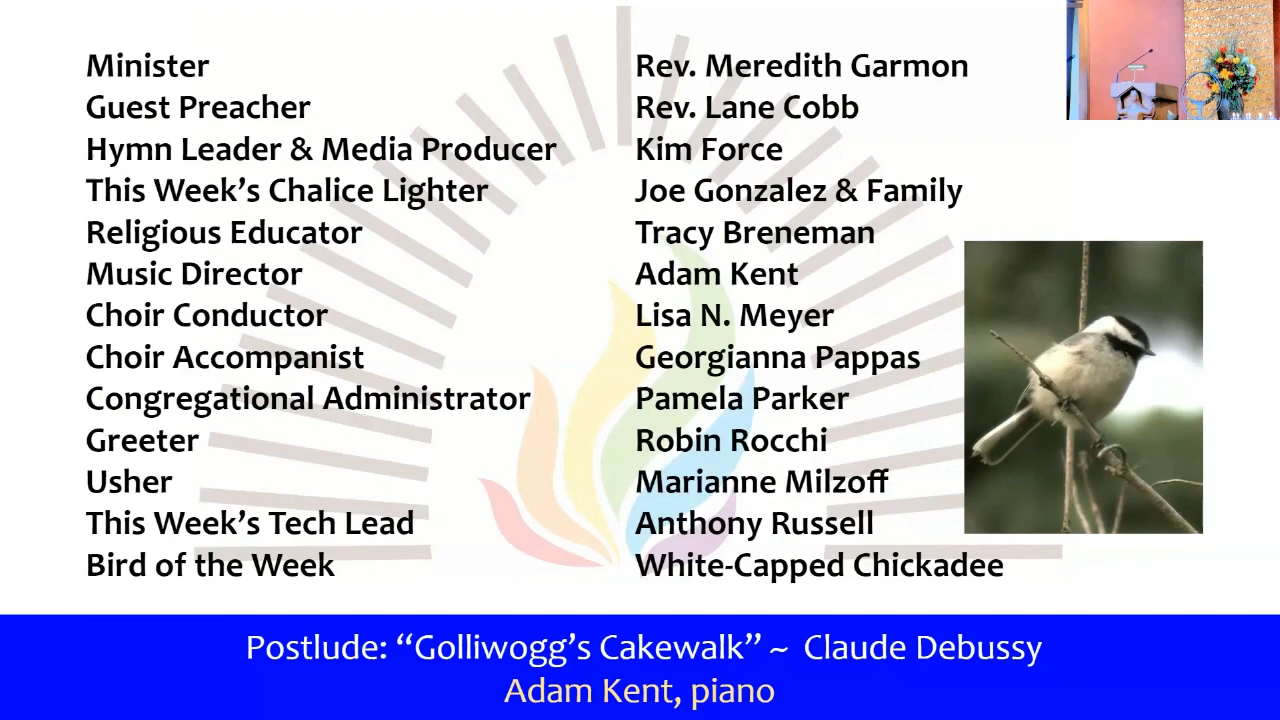 Minister Rev. Meredith Garmon
Guest Preacher Rev. Lane Cobb
Hymn Leader & Media Producer Kim Force
This Week’s Chalice Lighter Joe Gonzalez & Family
Religious Educator Tracy Breneman
Music Director Adam Kent
Choir Conductor Lisa N. Meyer
Choir Accompanist Georgianna Pappas
Congregational Administrator Pamela Parker
Greeter Robin Rocchi
Usher Marianne Milzoff
This Week’s Tech Lead Anthony Russell
Bird of the Week White-Capped Chickadee
Postlude: “Golliwogg’s Cakewalk” ~ Claude Debussy
Adam Kent, piano